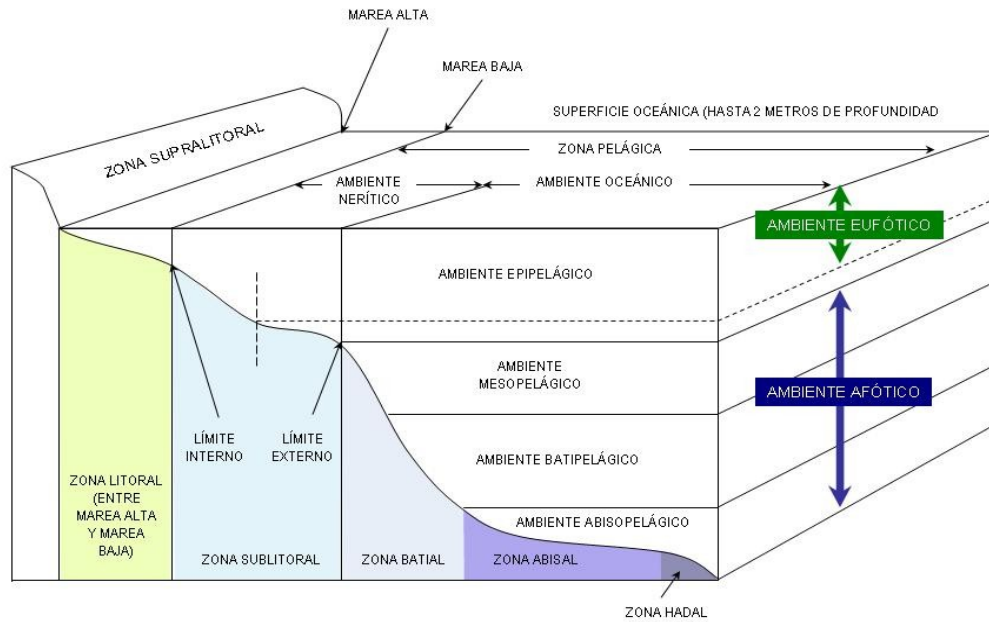 MAREA ALTA
MAREA BAJA
SUPERFICIE OCEÁNICA (HASTA 2 METROS DE PROFUNDIDAD
ZONA SUPRALITORAL
ZONA PELÁGICA
AMBIENTE
NERÍTICO
AMBIENTE OCEÁNICO
AMBIENTE EUFÓTICO
AMBIENTE EPIPELÁGICO
AMBIENTE
MESOPELÁGICO
AMBIENTE AFÓTICO
LÍMITE
INTERNO
LÍMITE
EXTERNO
AMBIENTE BATIPELÁGICO
ZONA LITORAL
(ENTRE
MAREA ALTA
Y MAREA
BAJA)
AMBIENTE ABISOPELÁGICO
ZONA SUBLITORAL
ZONA BATIAL
ZONA ABISAL
ZONA HADAL